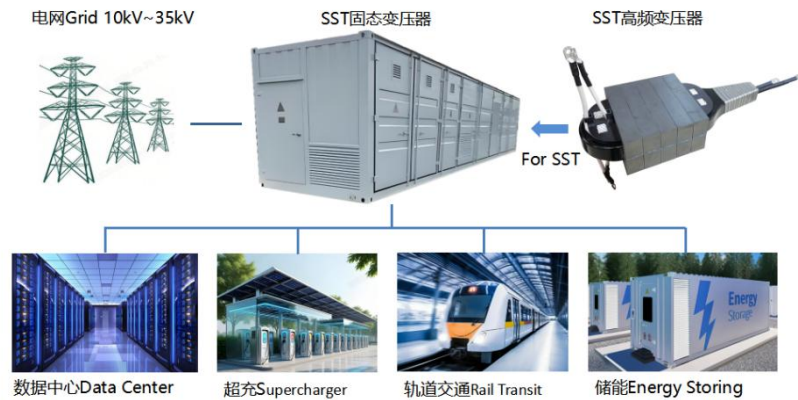 电网Grid 10kV~35kV
SST固态变压器
SST高频变压器
For SST
Energy
Storage
数据中心Data Center
超充Supercharger
轨道交通Rail Transit
储能Energy Storing